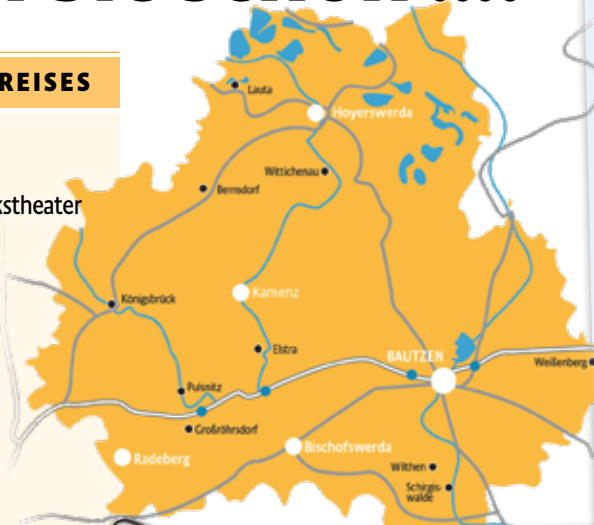 REISES
kstheater
Lauta
Hoyerswerda
Wittichenau
Bernsdorf
Königsbrück
Kamenz
Elstra
BAUTZEN
Weißenberg
Pulsnitz
Großröhrsdorf
Radeberg
Bischofswerda
Wilthen
Schirgis-
walde